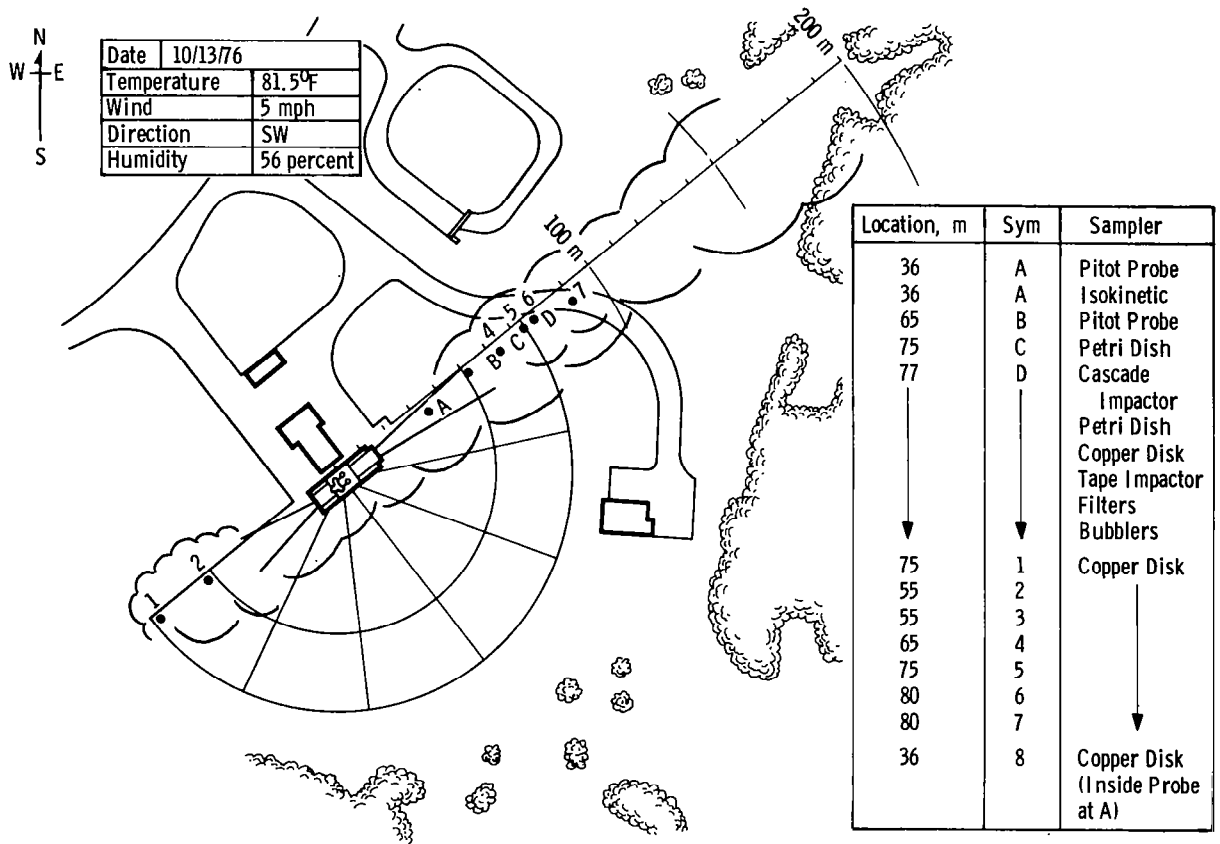 N
W E
S
Date 10/13/76
Temperature 81.5°F
Wind 5 mph
Direction SW
Humidity 56 percent
200 m
100 m
4 5 6 7
B C D
A
2
1
Location, m Sym Sampler
36 A Pitot Probe
36 A Isokinetic
65 B Pitot Probe
75 C Petri Dish
77 D Cascade
Impactor
Petri Dish
Copper Disk
Tape Impactor
Filters
Bubblers
75 1 Copper Disk
55 2
55 3
65 4
75 5
80 6
80 7
36 8 Copper Disk
(Inside Probe
at A)